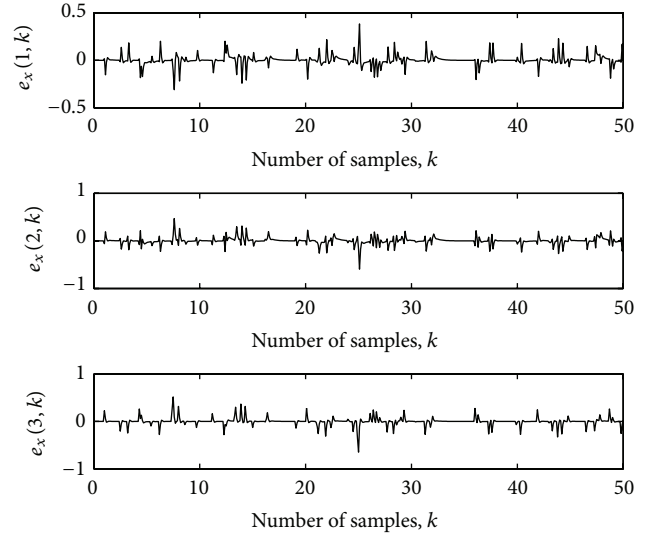 0.5
0
−0.5
e_x(1, k)
0 10 20 30 40 50
Number of samples, k
1
0
−1
e_x(2, k)
0 10 20 30 40 50
Number of samples, k
1
0
−1
e_x(3, k)
0 10 20 30 40 50
Number of samples, k